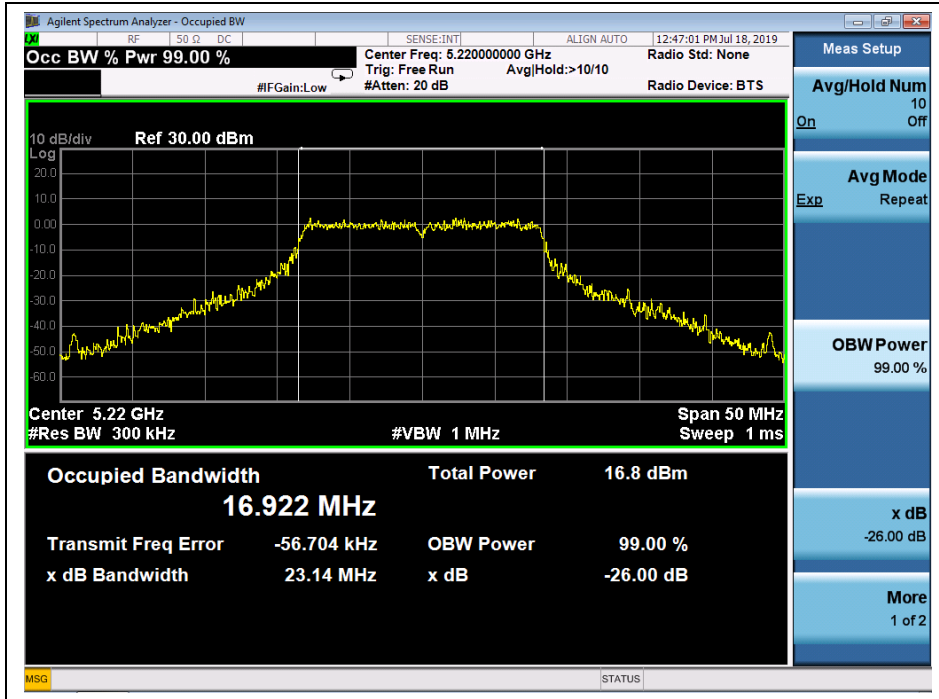 Agilent Spectrum Analyzer - Occupied BW
LXI RF 50 Ω DC SENSE:INT ALIGN AUTO 12:47:01 PM Jul 18, 2019
Occ BW % Pwr 99.00 %
Center Freq: 5.220000000 GHz Radio Std: None
Trig: Free Run Avg|Hold:>10/10
#IFGain:Low #Atten: 20 dB Radio Device: BTS
10 dB/div Ref 30.00 dBm
Log
20.0
10.0
0.00
-10.0
-20.0
-30.0
-40.0
-50.0
-60.0
Center 5.22 GHz Span 50 MHz
#Res BW 300 kHz #VBW 1 MHz Sweep 1 ms
Occupied Bandwidth Total Power 16.8 dBm
16.922 MHz
Transmit Freq Error -56.704 kHz OBW Power 99.00 %
x dB Bandwidth 23.14 MHz x dB -26.00 dB
MSG STATUS
Meas Setup
Avg/Hold Num
10
On Off
Avg Mode
Exp Repeat
OBW Power
99.00 %
x dB
-26.00 dB
More
1 of 2